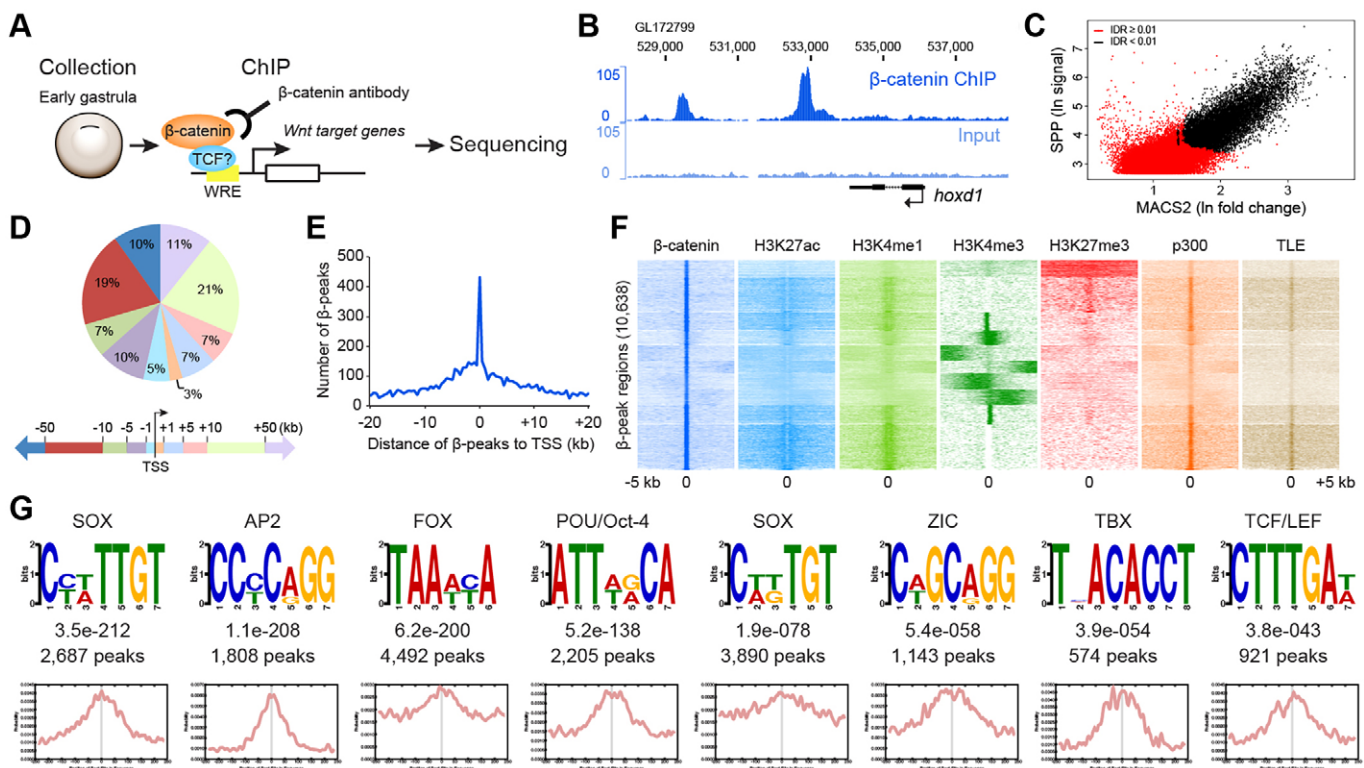 A
Collection
Early gastrula
ChIP
β-catenin antibody
β-catenin
TCF?
WRE
Wnt target genes
Sequencing
B
GL172799
529,000 531,000 533,000 535,000 537,000
105
β-catenin ChIP
0
105
Input
0
hoxd1
C
IDR ≥ 0.01
IDR < 0.01
SPP (ln signal)
7
6
5
4
3
1 2 3
MACS2 (ln fold change)
D
10% 11%
19% 21%
7% 7%
10% 5% 7%
3%
-50 -10 -5 -1 +1 +5 +10 +50 (kb)
TSS
E
Number of β-peaks
500
400
300
200
100
0
-20 -10 0 +10 +20
Distance of β-peaks to TSS (kb)
F
β-catenin H3K27ac H3K4me1 H3K4me3 H3K27me3 p300 TLE
β-peak regions (10,638)
-5 kb 0 0 0 0 0 0 0 +5 kb
G
SOX AP2 FOX POU/Oct-4 SOX ZIC TBX TCF/LEF
3.5e-212 1.1e-208 6.2e-200 5.2e-138 1.9e-078 5.4e-058 3.9e-054 3.8e-043
2,687 peaks 1,808 peaks 4,492 peaks 2,205 peaks 3,890 peaks 1,143 peaks 574 peaks 921 peaks